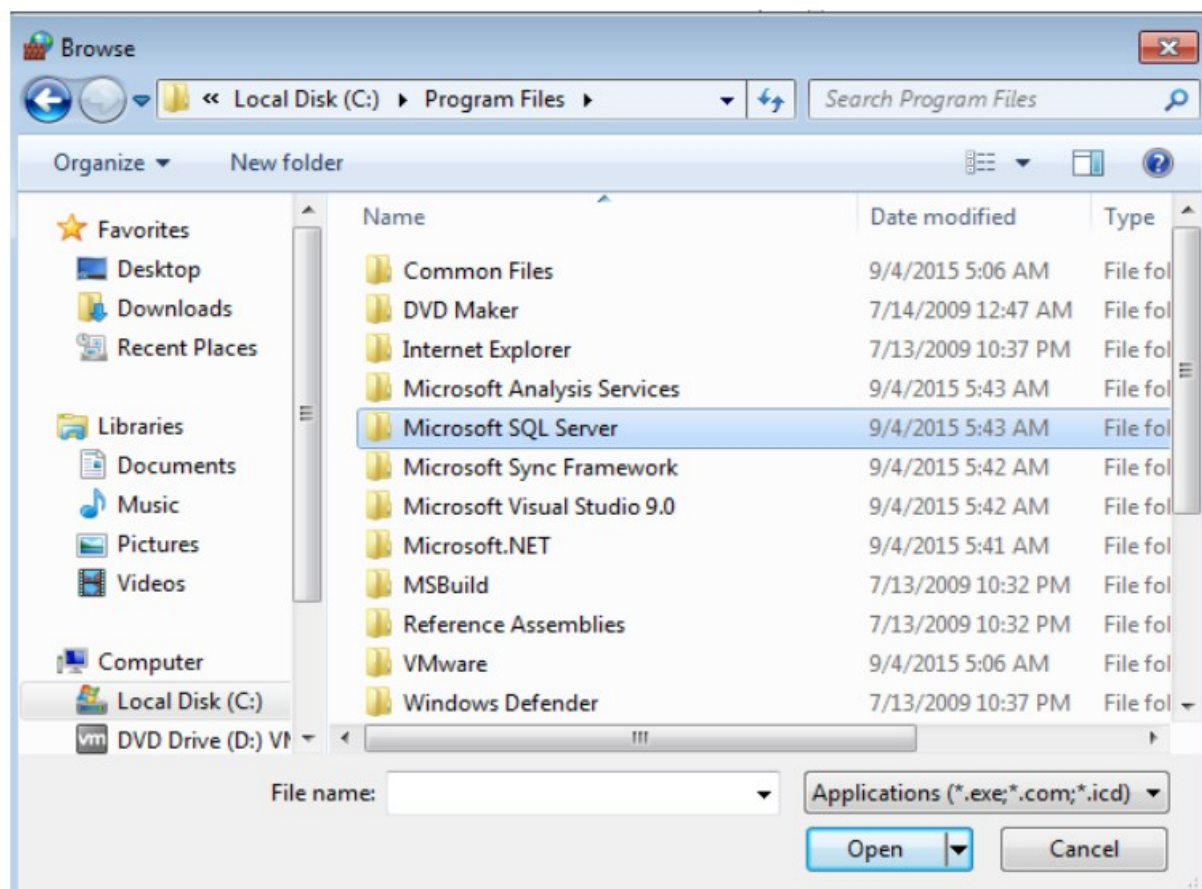 Browse
« Local Disk (C:) ▸ Program Files ▸
Search Program Files
Organize New folder
Favorites
Desktop
Downloads
Recent Places
Libraries
Documents
Music
Pictures
Videos
Computer
Local Disk (C:)
vm DVD Drive (D:) VM
Name Date modified Type
Common Files 9/4/2015 5:06 AM File fol
DVD Maker 7/14/2009 12:47 AM File fol
Internet Explorer 7/13/2009 10:37 PM File fol
Microsoft Analysis Services 9/4/2015 5:43 AM File fol
Microsoft SQL Server 9/4/2015 5:43 AM File fol
Microsoft Sync Framework 9/4/2015 5:42 AM File fol
Microsoft Visual Studio 9.0 9/4/2015 5:42 AM File fol
Microsoft.NET 9/4/2015 5:41 AM File fol
MSBuild 7/13/2009 10:32 PM File fol
Reference Assemblies 7/13/2009 10:32 PM File fol
VMware 9/4/2015 5:06 AM File fol
Windows Defender 7/13/2009 10:37 PM File fol
File name:
Applications (*.exe;*.com;*.icd)
Open Cancel